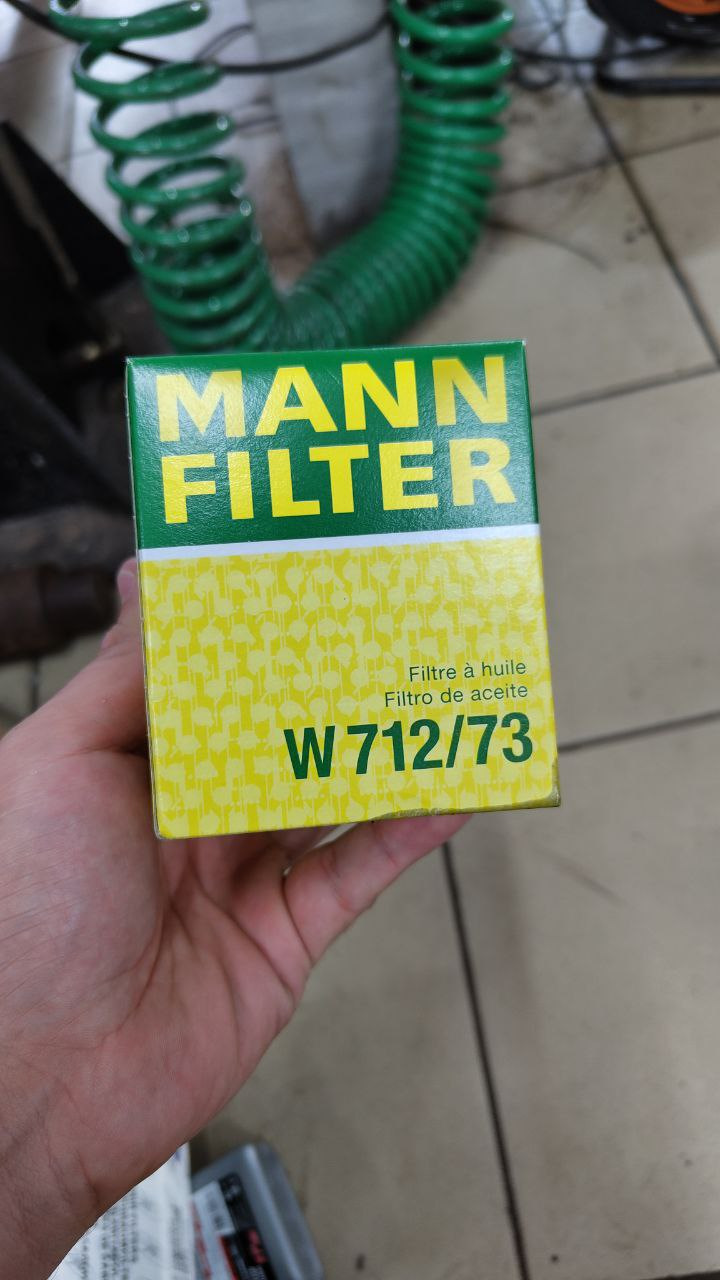 MANN
FILTER
Filtre à huile
Filtro de aceite
W 712/73